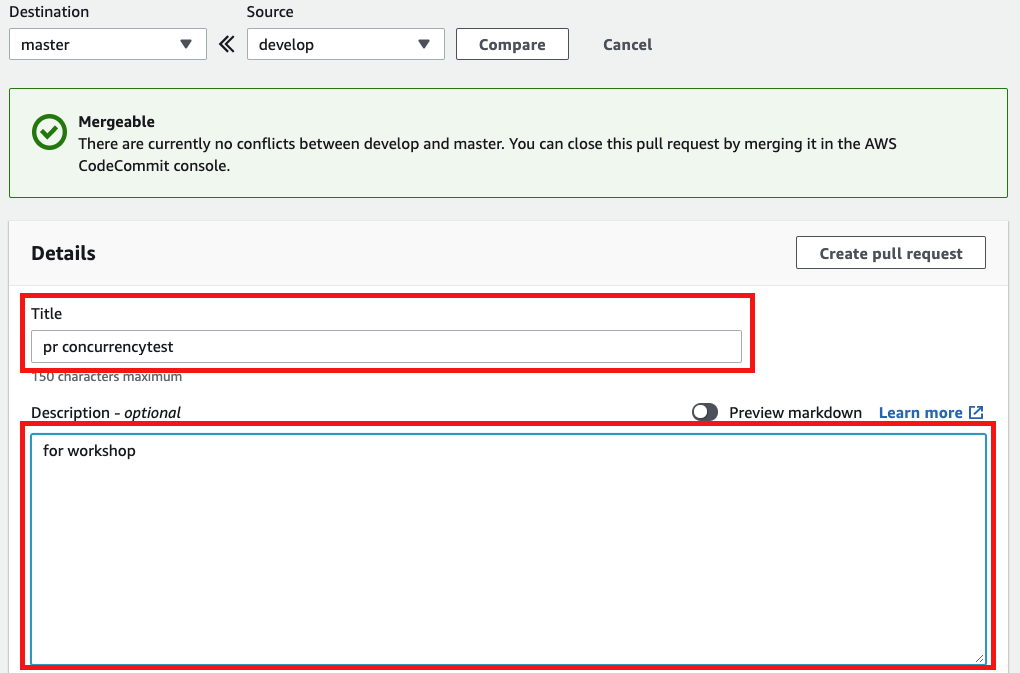 Destination
Source
master
develop
Compare
Cancel
Mergeable
There are currently no conflicts between develop and master. You can close this pull request by merging it in the AWS
CodeCommit console.
Details
Create pull request
Title
pr concurrencytest
150 characters maximum
Description - optional
Preview markdown
Learn more
for workshop